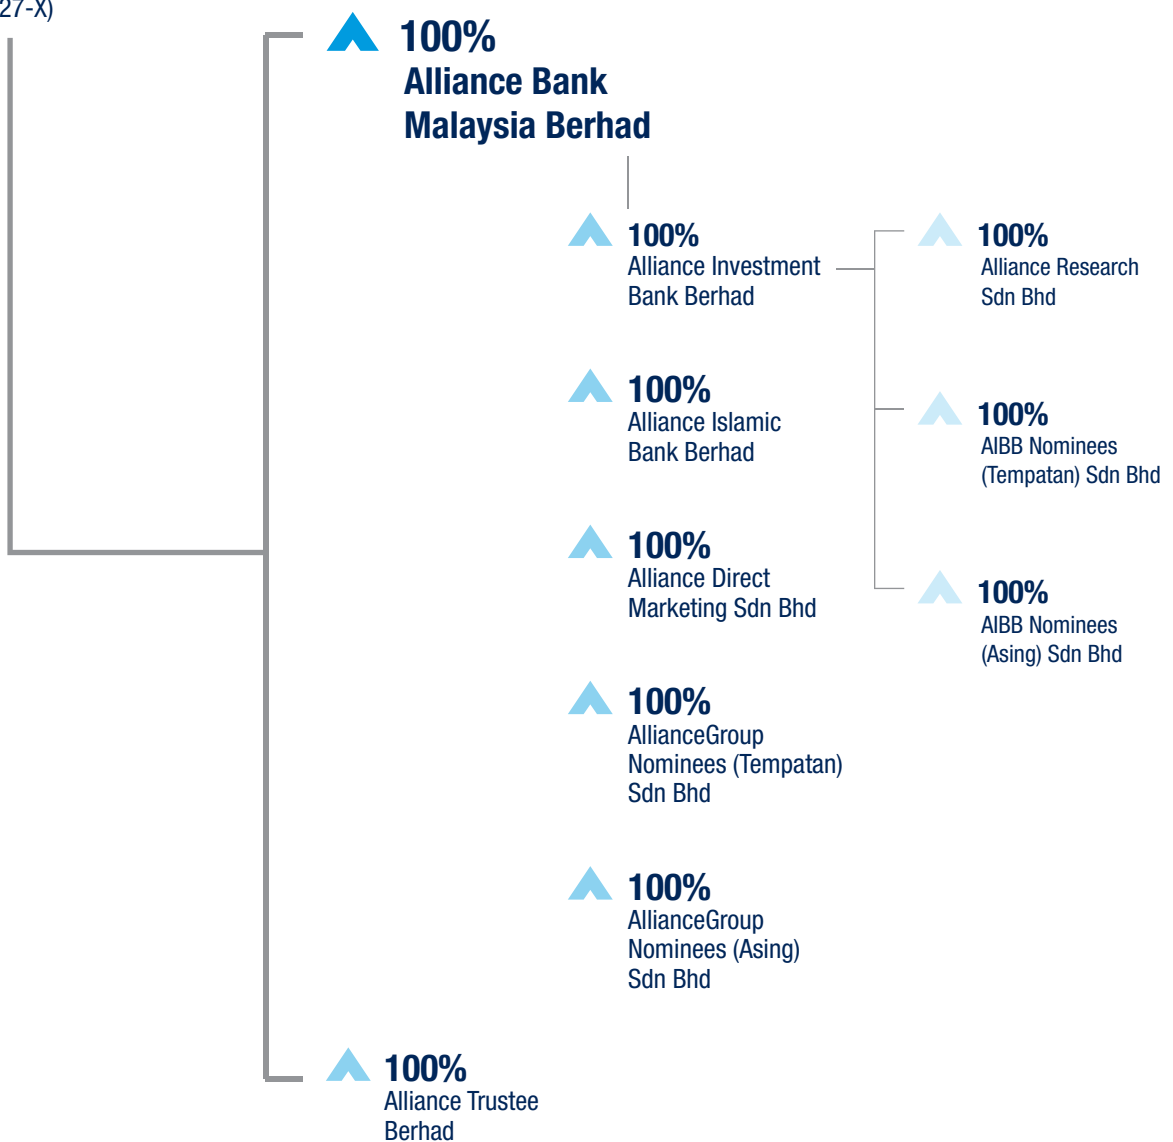 27-X)
100%
Alliance Bank
Malaysia Berhad
100%
Alliance Investment
Bank Berhad
100%
Alliance Research
Sdn Bhd
100%
Alliance Islamic
Bank Berhad
100%
AIBB Nominees
(Tempatan) Sdn Bhd
100%
Alliance Direct
Marketing Sdn Bhd
100%
AIBB Nominees
(Asing) Sdn Bhd
100%
AllianceGroup
Nominees (Tempatan)
Sdn Bhd
100%
AllianceGroup
Nominees (Asing)
Sdn Bhd
100%
Alliance Trustee
Berhad